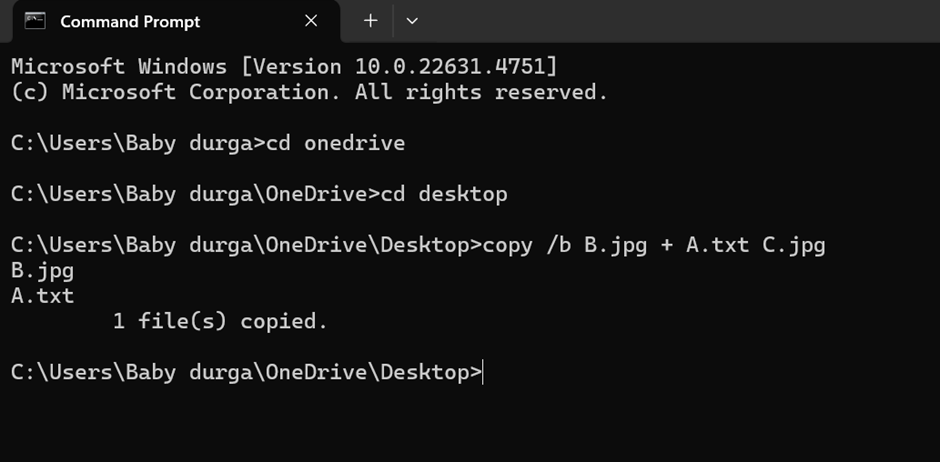 Command Prompt
Microsoft Windows [Version 10.0.22631.4751]
(c) Microsoft Corporation. All rights reserved.
C:\Users\Baby durga>cd onedrive
C:\Users\Baby durga\OneDrive>cd desktop
C:\Users\Baby durga\OneDrive\Desktop>copy /b B.jpg + A.txt C.jpg
B.jpg
A.txt
        1 file(s) copied.
C:\Users\Baby durga\OneDrive\Desktop>